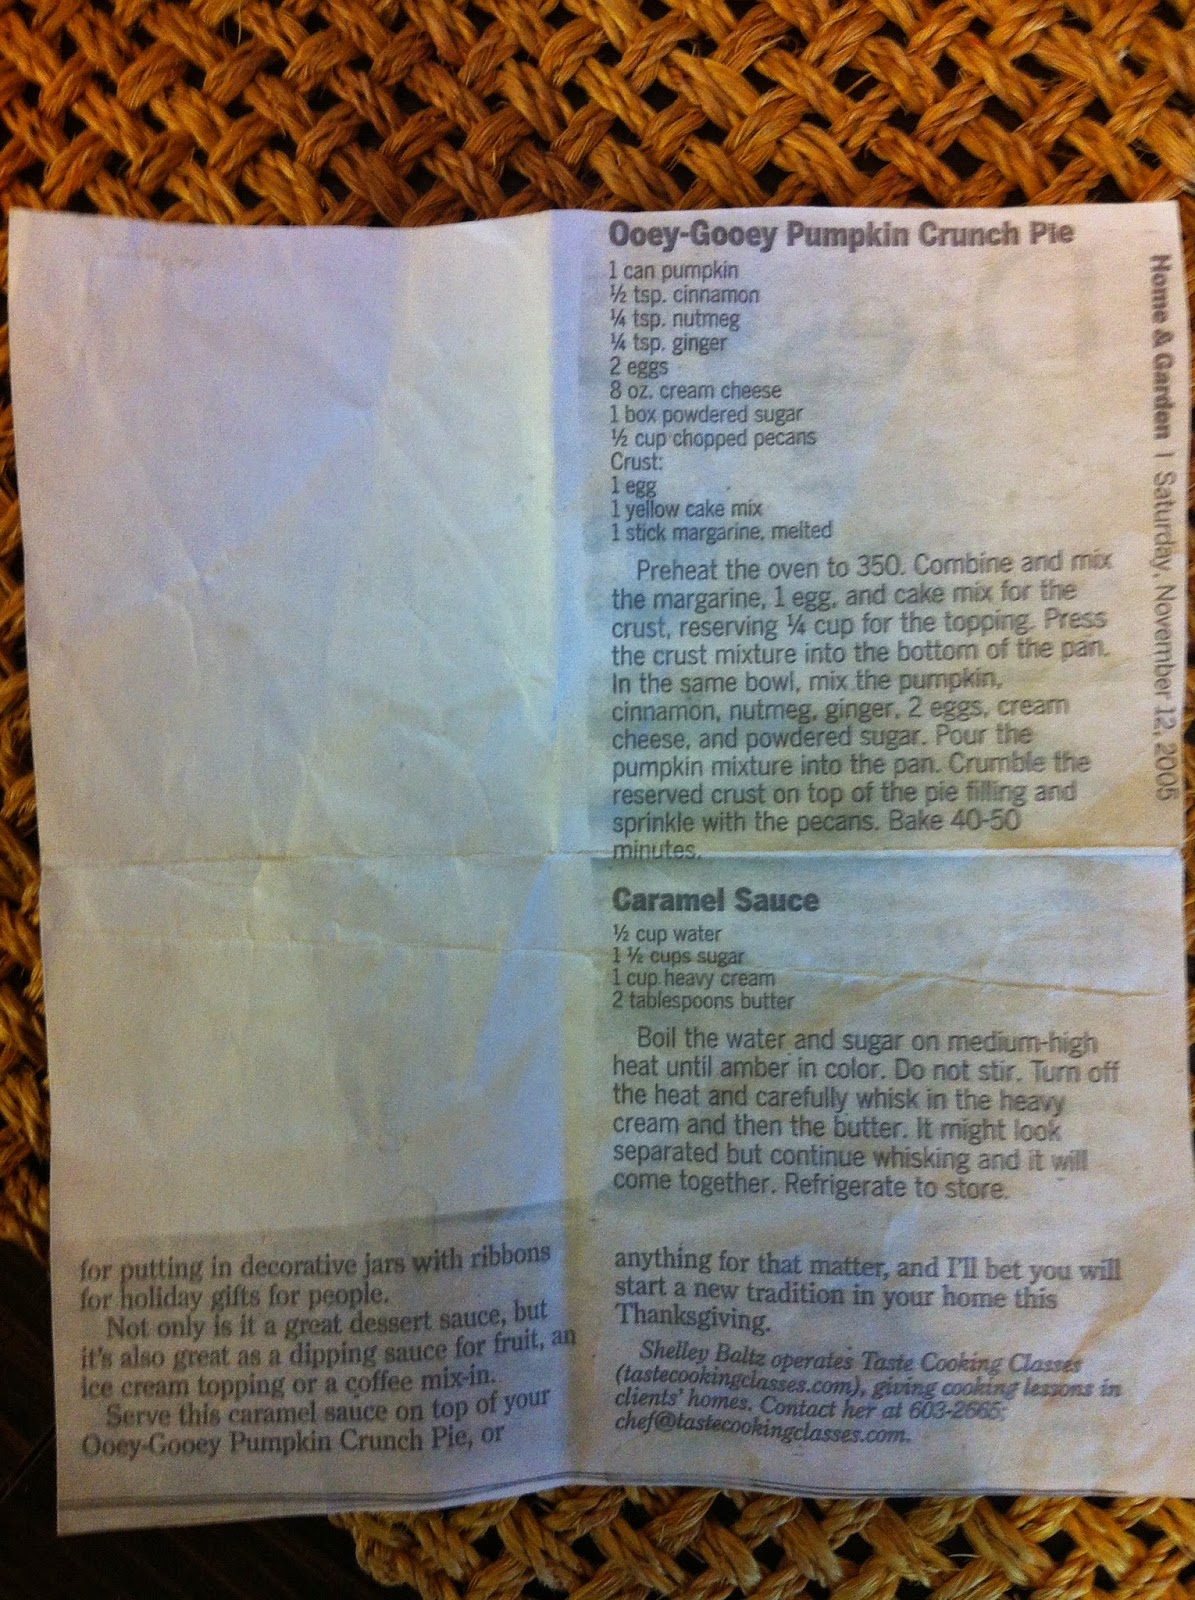 Ooey-Gooey Pumpkin Crunch Pie
1 can pumpkin
½ tsp. cinnamon
¼ tsp. nutmeg
¼ tsp. ginger
2 eggs
8 oz. cream cheese
1 box powdered sugar
½ cup chopped pecans
Crust:
1 egg
1 yellow cake mix
1 stick margarine, melted
Preheat the oven to 350. Combine and mix
the margarine, 1 egg, and cake mix for the
crust, reserving ¼ cup for the topping. Press
the crust mixture into the bottom of the pan.
In the same bowl, mix the pumpkin,
cinnamon, nutmeg, ginger, 2 eggs, cream
cheese, and powdered sugar. Pour the
pumpkin mixture into the pan. Crumble the
reserved crust on top of the pie filling and
sprinkle with the pecans. Bake 40-50
minutes.
Caramel Sauce
½ cup water
1 ½ cups sugar
1 cup heavy cream
2 tablespoons butter
Boil the water and sugar on medium-high
heat until amber in color. Do not stir. Turn off
the heat and carefully whisk in the heavy
cream and then the butter. It might look
separated but continue whisking and it will
come together. Refrigerate to store.
Home & Garden | Saturday, November 12, 2005
for putting in decorative jars with ribbons
for holiday gifts for people.
Not only is it a great dessert sauce, but
it's also great as a dipping sauce for fruit, an
ice cream topping or a coffee mix-in.
Serve this caramel sauce on top of your
Ooey-Gooey Pumpkin Crunch Pie, or
anything for that matter, and I'll bet you will
start a new tradition in your home this
Thanksgiving.
Shelley Baltz operates Taste Cooking Classes
(tastecookingclasses.com), giving cooking lessons in
clients' homes. Contact her at 603-2665;
chef@tastecookingclasses.com.